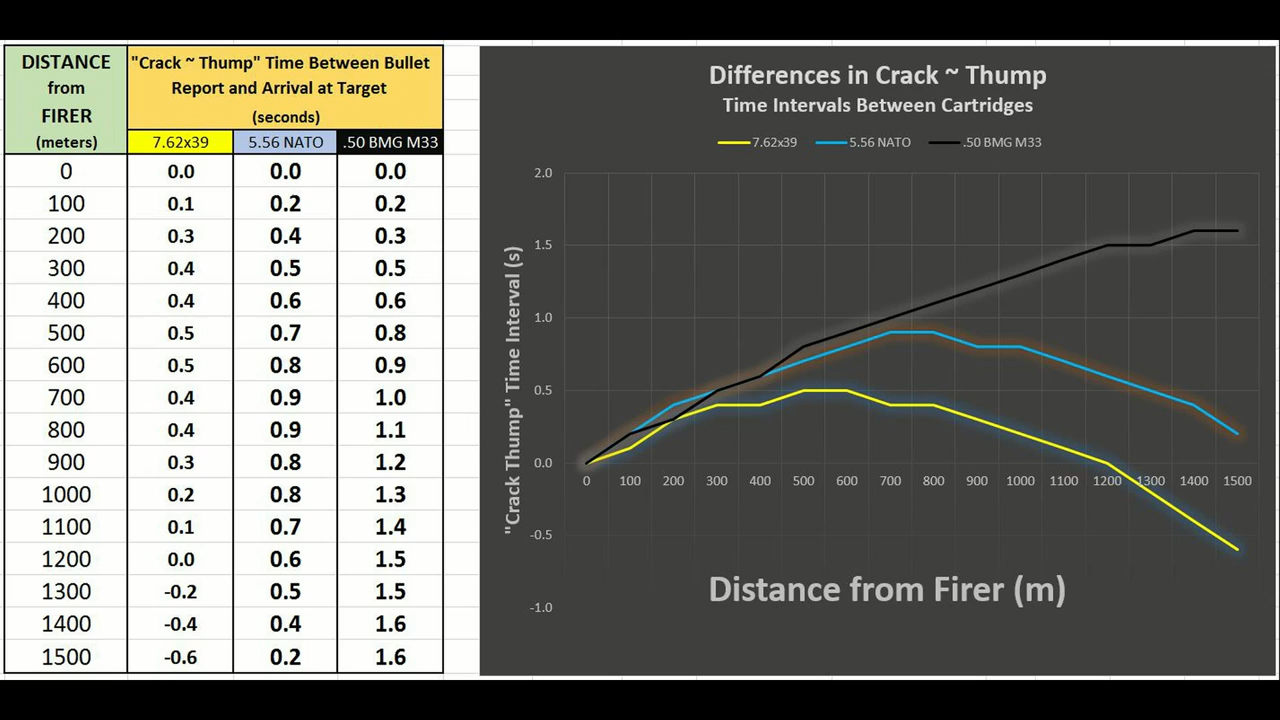 DISTANCE
from
FIRER
(meters)
"Crack ~ Thump" Time Between Bullet
Report and Arrival at Target
(seconds)
7.62x39 5.56 NATO .50 BMG M33
0 0.0 0.0 0.0
100 0.1 0.2 0.2
200 0.3 0.4 0.3
300 0.4 0.5 0.5
400 0.4 0.6 0.6
500 0.5 0.7 0.8
600 0.5 0.8 0.9
700 0.4 0.9 1.0
800 0.4 0.9 1.1
900 0.3 0.8 1.2
1000 0.2 0.8 1.3
1100 0.1 0.7 1.4
1200 0.0 0.6 1.5
1300 -0.2 0.5 1.5
1400 -0.4 0.4 1.6
1500 -0.6 0.2 1.6
Differences in Crack ~ Thump
Time Intervals Between Cartridges
7.62x39 5.56 NATO .50 BMG M33
"Crack Thump" Time Interval (s)
2.0
1.5
1.0
0.5
0.0
0 100 200 300 400 500 600 700 800 900 1000 1100 1200 1300 1400 1500
-0.5
-1.0
Distance from Firer (m)